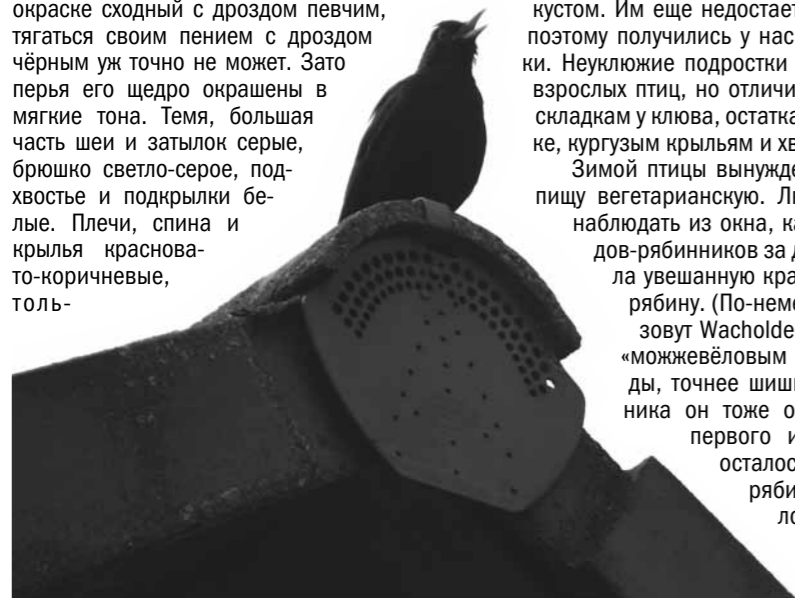 окраске сходный с дроздом певчим,
тягаться своим пением с дроздом
чёрным уж точно не может. Зато
перья его щедро окрашены в
мягкие тона. Темя, большая
часть шеи и затылок серые,
брюшко светло-серое, под-
хвостье и подкрылки бе-
лые. Плечи, спина и
крылья краснова-
то-коричневые,
толь-
кустом. Им еще недостает
поэтому получились у нас
ки. Неуклюжие подростки
взрослых птиц, но отличи
складкам у клюва, остатка
ке, кургузым крыльям и хв
Зимой птицы вынужде
пищу вегетарианскую. Л
наблюдать из окна, ка
дов-рябинников за д
ла увешанную кра
рябину. (По-неме
зовут Wacholde
«можжевёловым
ды, точнее шиш
ника он тоже о
первого и
осталос
ряби
ло